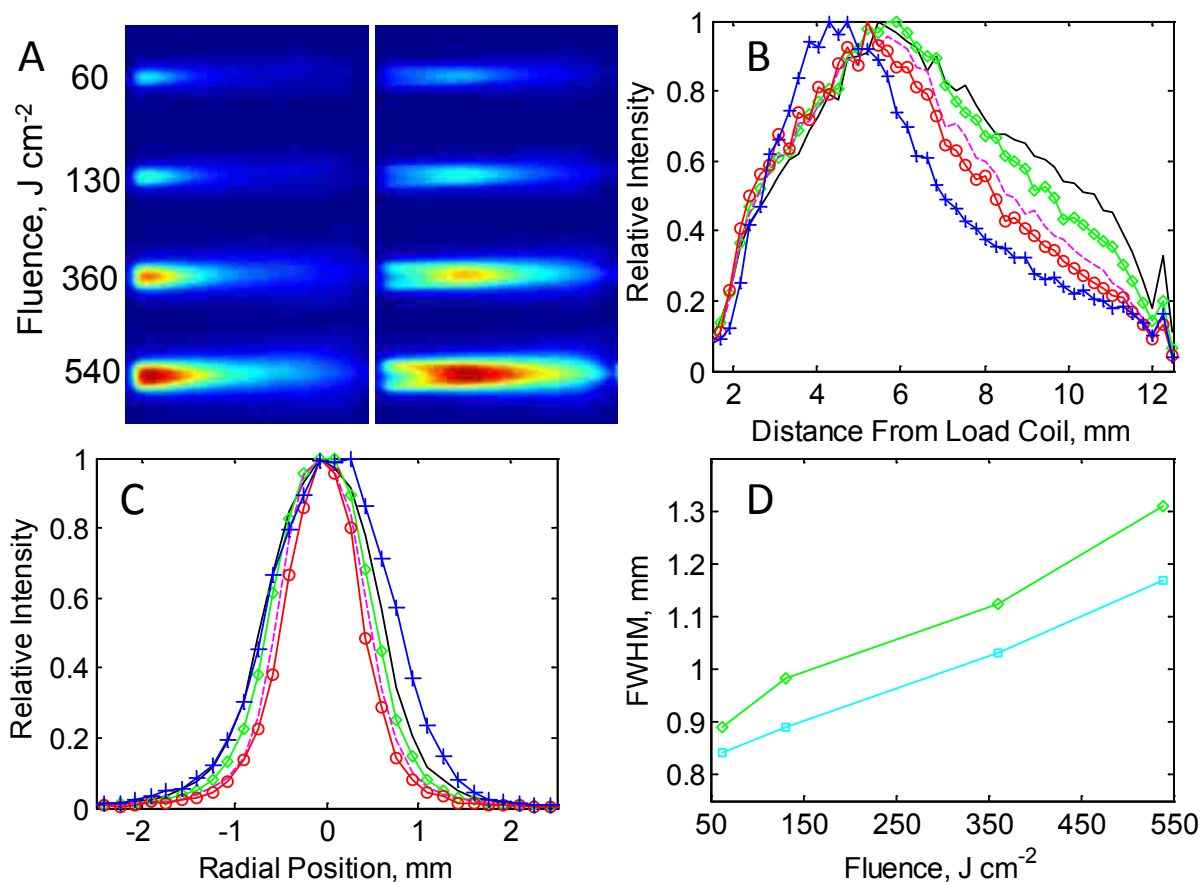 A
Fluence, J cm-2
60
130
360
540
B
Relative Intensity
1
0.8
0.6
0.4
0.2
0
2 4 6 8 10 12
Distance From Load Coil, mm
C
Relative Intensity
1
0.8
0.6
0.4
0.2
0
-2 -1 0 1 2
Radial Position, mm
D
FWHM, mm
1.3
1.2
1.1
1
0.9
0.8
50 150 250 350 450 550
Fluence, J cm-2